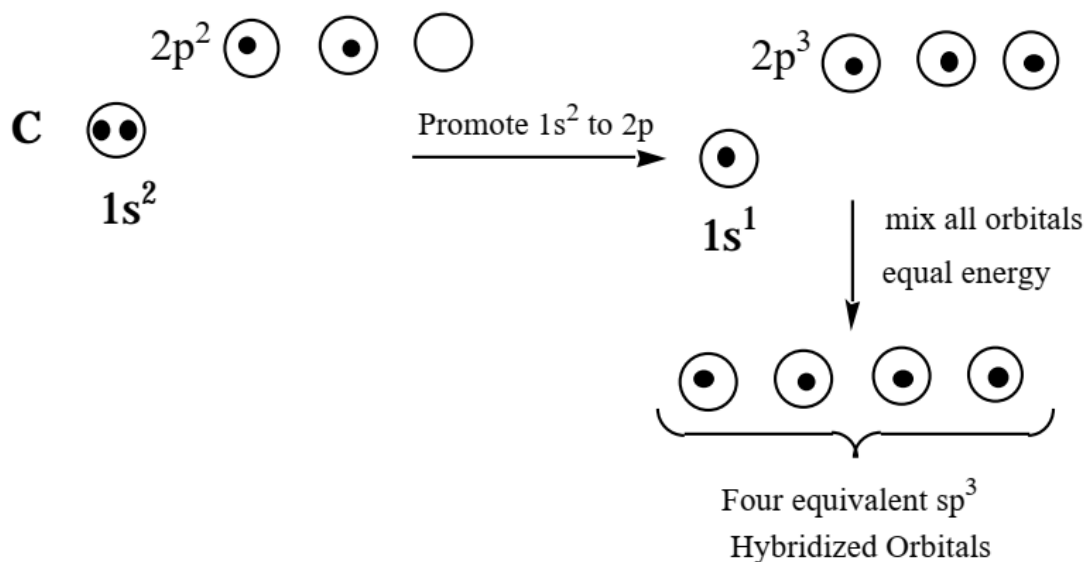 2p²
C
1s²
Promote 1s² to 2p
2p³
1s¹
mix all orbitals
equal energy
Four equivalent sp³
Hybridized Orbitals